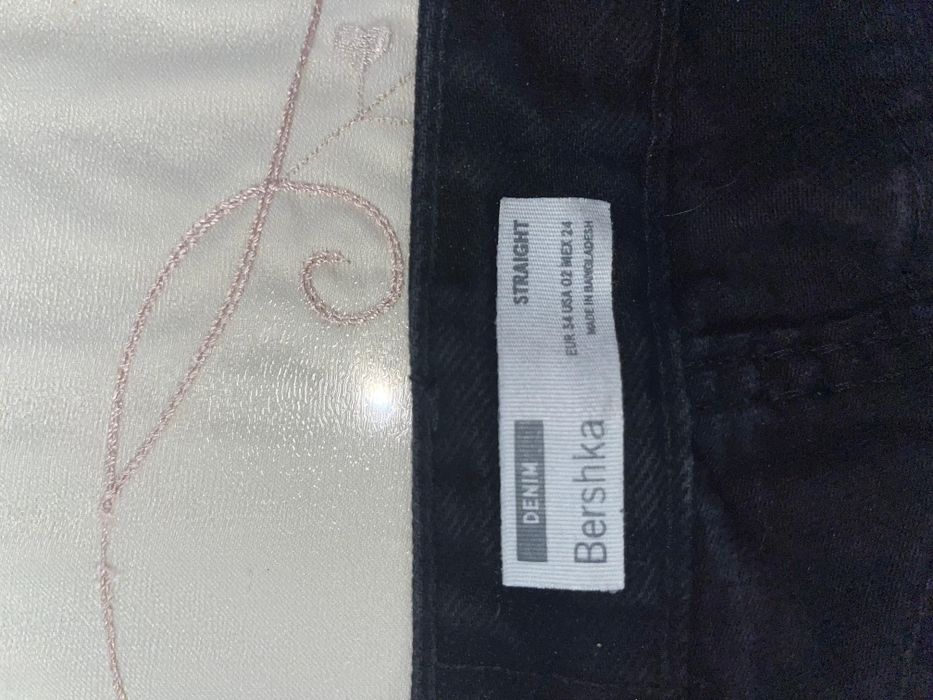 DENIM
Bershka
STRAIGHT
EUR 34 USA 02 MEX 24
MADE IN BANGLADESH